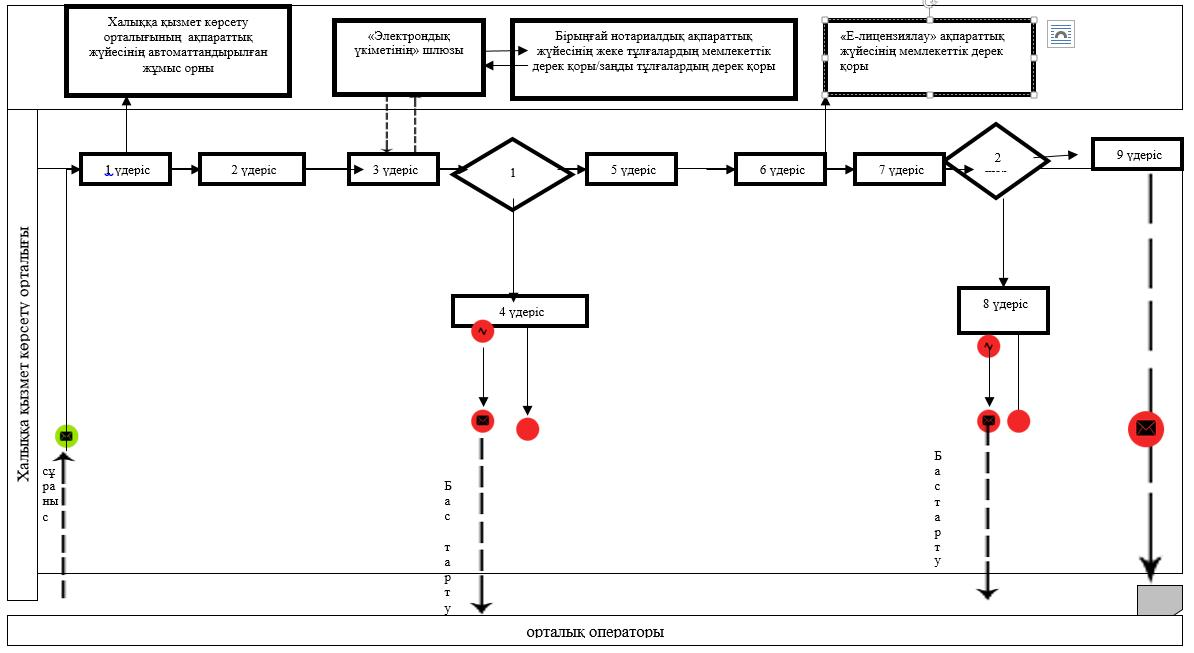 Халыққа қызмет көрсету
орталығының ақпараттық
жүйесінің автоматтандырылған
жұмыс орны
«Электрондық
үкіметінің» шлюзы
Бірыңғай нотариалдық ақпараттық
жүйесінің жеке тұлғалардың мемлекеттік
дерек қоры/заңды тұлғалардың дерек қоры
«Е-лицензиялау» ақпараттық
жүйесінің мемлекеттік дерек
қоры
1 үдеріс
2 үдеріс
3 үдеріс
1
5 үдеріс
6 үдеріс
7 үдеріс
2
9 үдеріс
4 үдеріс
8 үдеріс
Халыққа қызмет көрсету орталығы
сұ
ра
ны
с
Б
а
с
т
а
р
т
у
Б
а
с
т
а
р
т
у
орталық операторы